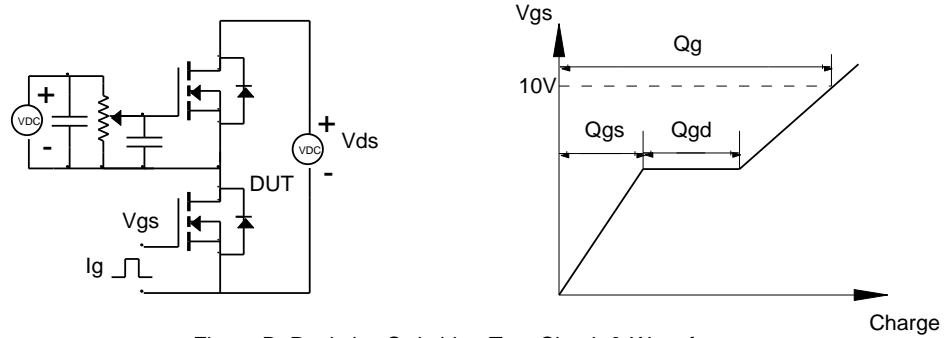 Vgs
Qg
10V
Qgs
Qgd
Charge
+
VDC
-
+
VDC
Vds
-
DUT
Vgs
Ig